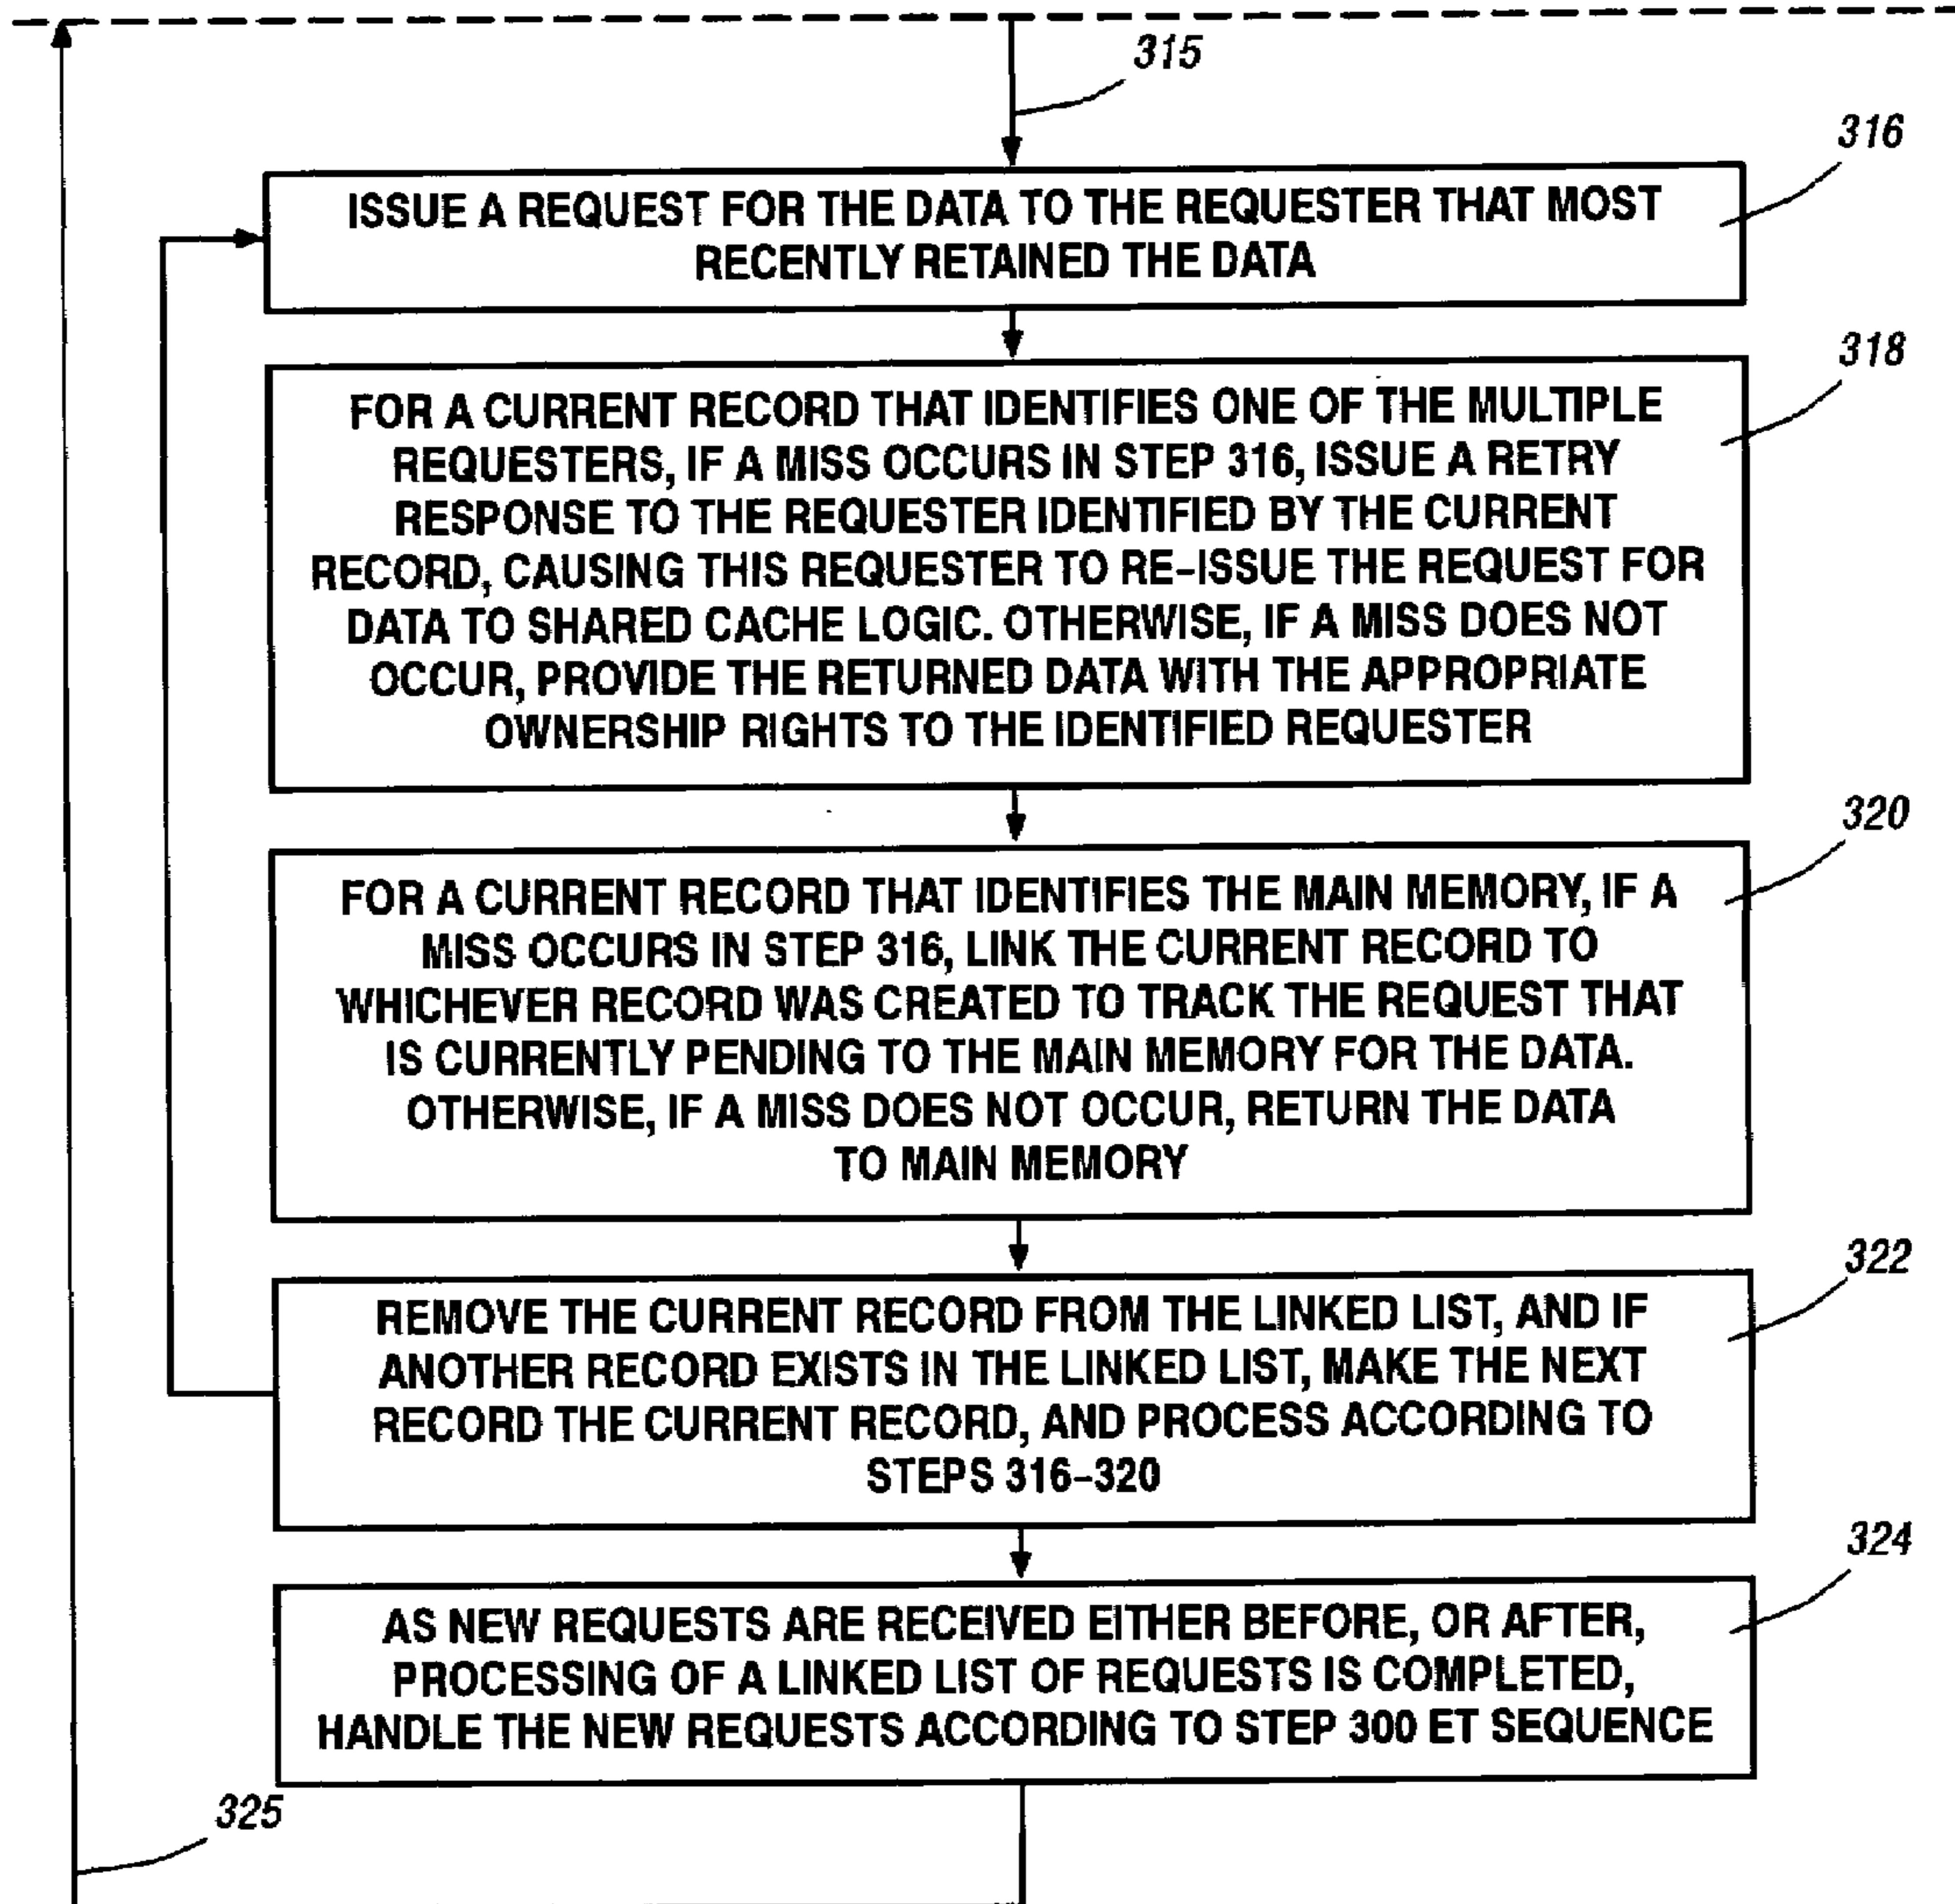 315
316
ISSUE A REQUEST FOR THE DATA TO THE REQUESTER THAT MOST
RECENTLY RETAINED THE DATA
318
FOR A CURRENT RECORD THAT IDENTIFIES ONE OF THE MULTIPLE
REQUESTERS, IF A MISS OCCURS IN STEP 316, ISSUE A RETRY
RESPONSE TO THE REQUESTER IDENTIFIED BY THE CURRENT
RECORD, CAUSING THIS REQUESTER TO RE-ISSUE THE REQUEST FOR
DATA TO SHARED CACHE LOGIC. OTHERWISE, IF A MISS DOES NOT
OCCUR, PROVIDE THE RETURNED DATA WITH THE APPROPRIATE
OWNERSHIP RIGHTS TO THE IDENTIFIED REQUESTER
320
FOR A CURRENT RECORD THAT IDENTIFIES THE MAIN MEMORY, IF A
MISS OCCURS IN STEP 316, LINK THE CURRENT RECORD TO
WHICHEVER RECORD WAS CREATED TO TRACK THE REQUEST THAT
IS CURRENTLY PENDING TO THE MAIN MEMORY FOR THE DATA.
OTHERWISE, IF A MISS DOES NOT OCCUR, RETURN THE DATA
TO MAIN MEMORY
322
REMOVE THE CURRENT RECORD FROM THE LINKED LIST, AND IF
ANOTHER RECORD EXISTS IN THE LINKED LIST, MAKE THE NEXT
RECORD THE CURRENT RECORD, AND PROCESS ACCORDING TO
STEPS 316-320
324
AS NEW REQUESTS ARE RECEIVED EITHER BEFORE, OR AFTER,
PROCESSING OF A LINKED LIST OF REQUESTS IS COMPLETED,
HANDLE THE NEW REQUESTS ACCORDING TO STEP 300 ET SEQUENCE
325